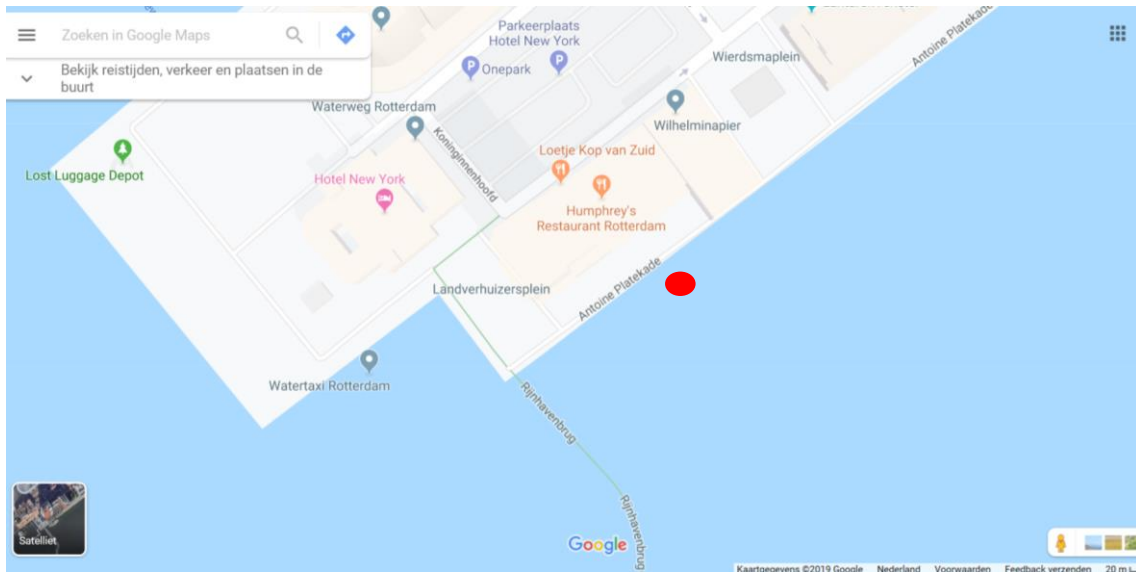 Zoeken in Google Maps
Bekijk reistijden, verkeer en plaatsen in de
buurt
Parkeerplaats
Hotel New York
P
P Onepark
Wierdsmaplein
Antoine Platekade
Waterweg Rotterdam
Wilhelminapier
Koninginnenhoofd
Loetje Kop van Zuid
Lost Luggage Depot
Hotel New York
Humphrey's
Restaurant Rotterdam
Landverhuizersplein
Antoine Platekade
Watertaxi Rotterdam
Rijnhavenbrug
Rijnhavenbrug
Satelliet
Google
Kaartgegevens ©2019 Google Nederland Voorwaarden Feedback verzenden 20 m